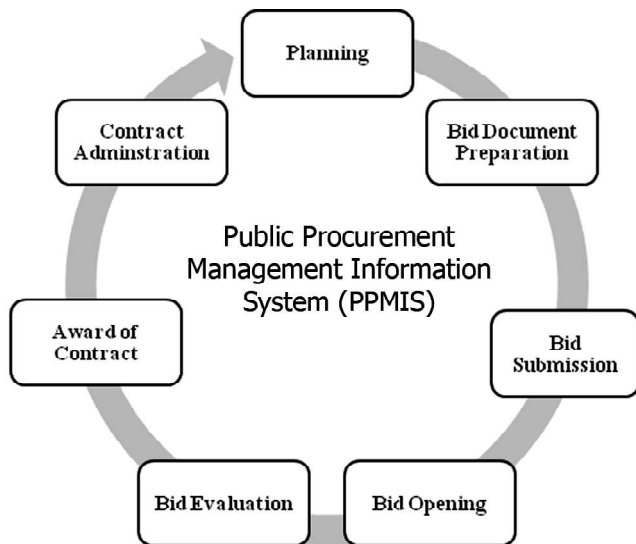 Planning
Bid Document
Preparation
Bid
Submission
Bid Opening
Bid Evaluation
Award of
Contract
Contract
Adminstration
Public Procurement
Management Information
System (PPMIS)